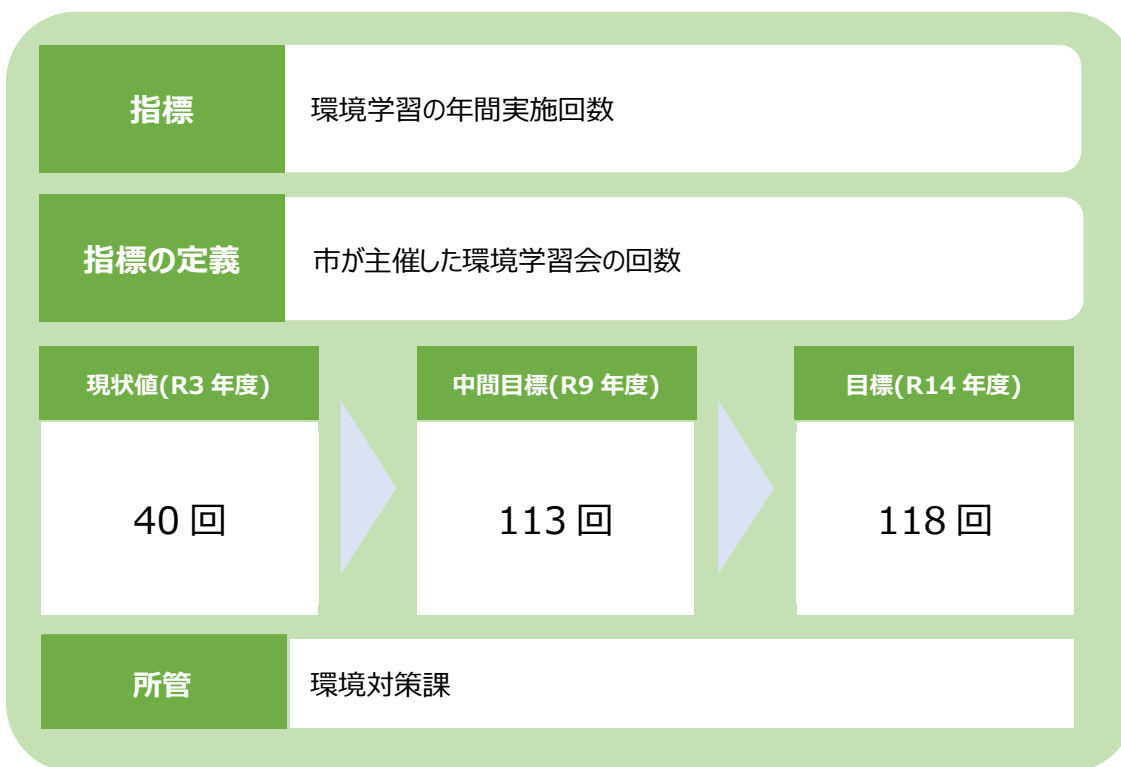 指標
環境学習の年間実施回数
指標の定義
市が主催した環境学習会の回数
現状値(R3 年度)
中間目標(R9 年度)
目標(R14 年度)
40 回
113 回
118 回
所管
環境対策課